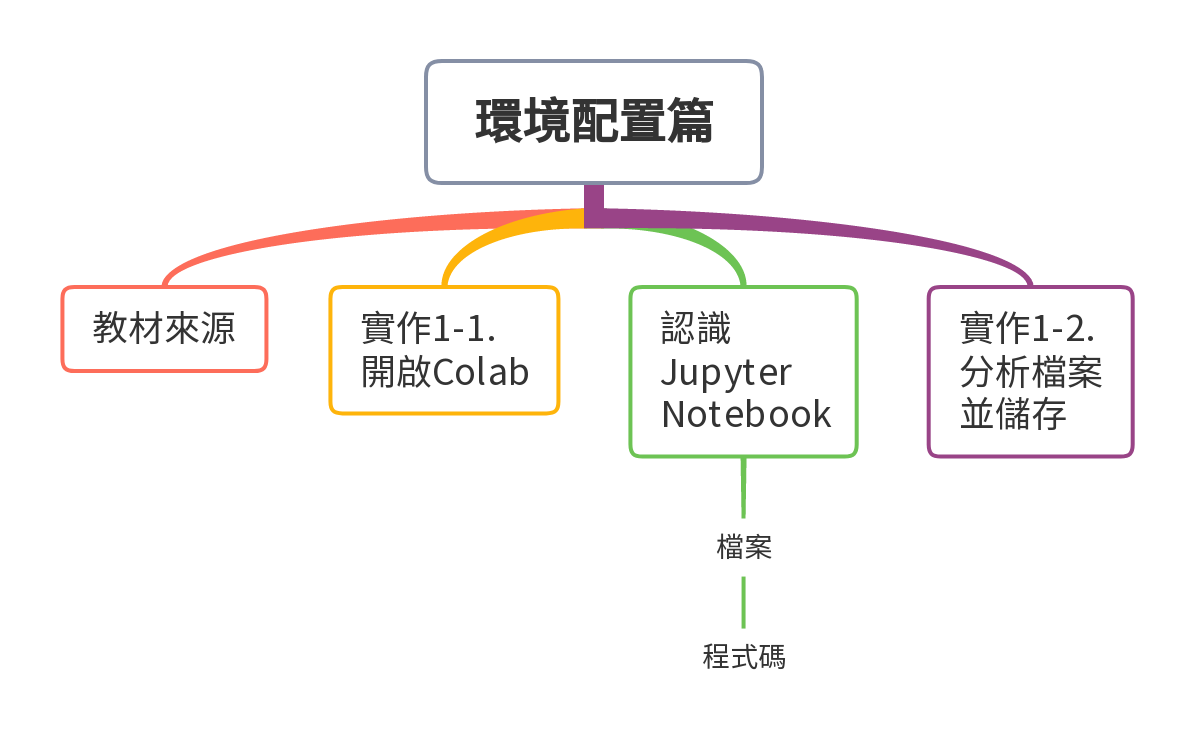 環境配置篇
教材來源
實作1-1.
開啟Colab
認識
Jupyter
Notebook
實作1-2.
分析檔案
並儲存
檔案
程式碼